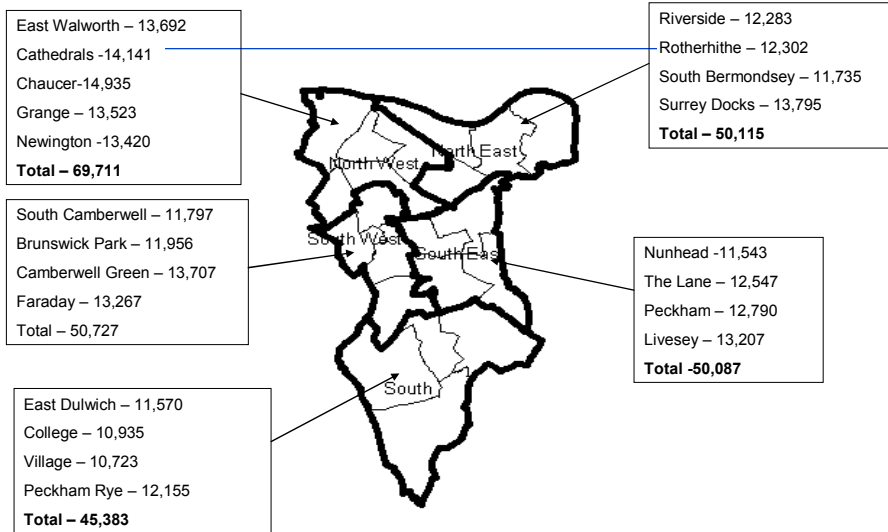 East Walworth – 13,692
Cathedrals -14,141
Chaucer-14,935
Grange – 13,523
Newington -13,420
Total – 69,711
Riverside – 12,283
Rotherhithe – 12,302
South Bermondsey – 11,735
Surrey Docks – 13,795
Total – 50,115
North West
North East
South Camberwell – 11,797
Brunswick Park – 11,956
Camberwell Green – 13,707
Faraday – 13,267
Total – 50,727
South West
South East
Nunhead -11,543
The Lane – 12,547
Peckham – 12,790
Livesey – 13,207
Total -50,087
South
East Dulwich – 11,570
College – 10,935
Village – 10,723
Peckham Rye – 12,155
Total – 45,383